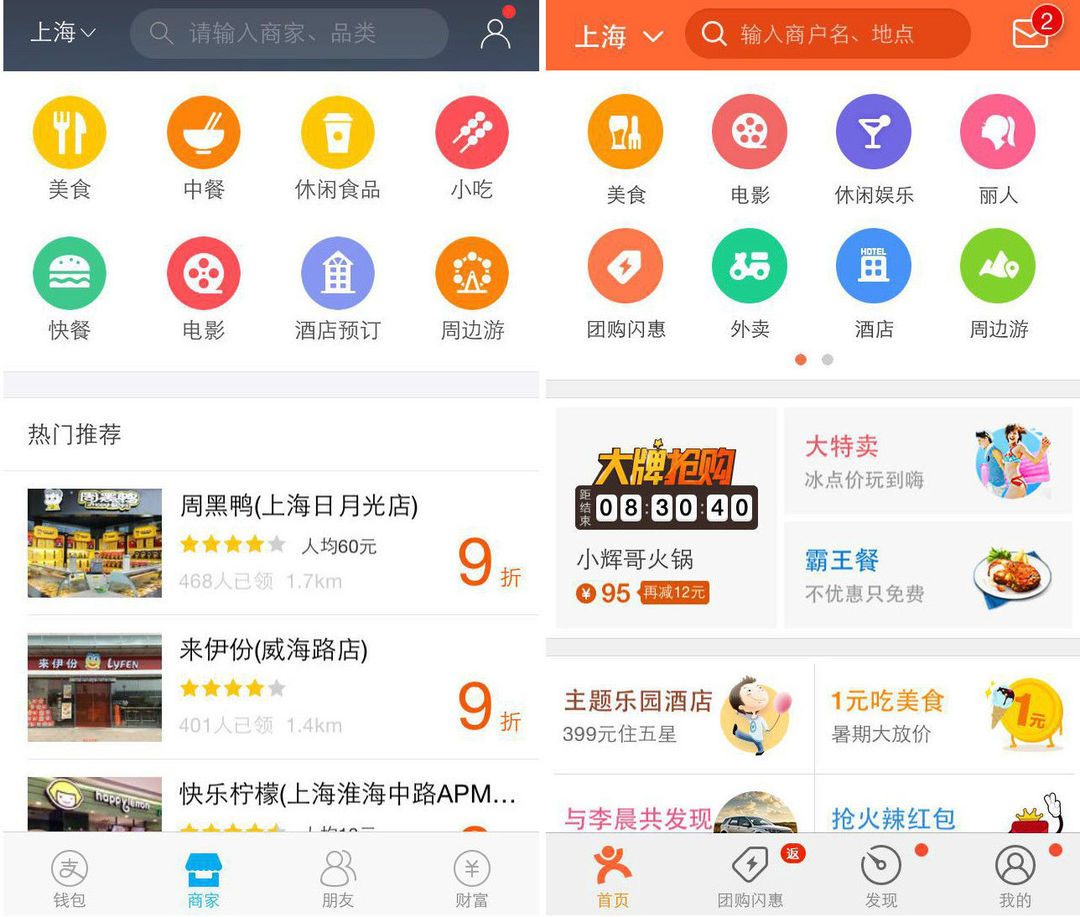 上海
请输入商家、品类
美食
中餐
休闲食品
小吃
快餐
电影
酒店预订
周边游
热门推荐
周黑鸭
周黑鸭(上海日月光店)
人均60元
468人已领 1.7km
9折
来伊份 LYFEN
来伊份(威海路店)
401人已领 1.4km
9折
happylemon
快乐柠檬(上海淮海中路APM...
支
钱包
商家
朋友
¥
财富
上海
输入商户名、地点
2
美食
电影
休闲娱乐
丽人
团购闪惠
外卖
HOTEL
酒店
周边游
大牌抢购
距结束
08:30:40
小辉哥火锅
¥95 再减12元
大特卖
冰点价玩到嗨
霸王餐
不优惠只免费
主题乐园酒店
399元住五星
1元吃美食
暑期大放价
1元
与李晨共发现
抢火辣红包
首页
返
团购闪惠
发现
我的